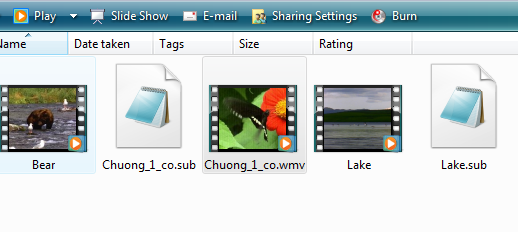 Play Slide Show E-mail Sharing Settings Burn
Name Date taken Tags Size Rating
Bear Chuong_1_co.sub Chuong_1_co.wmv Lake Lake.sub